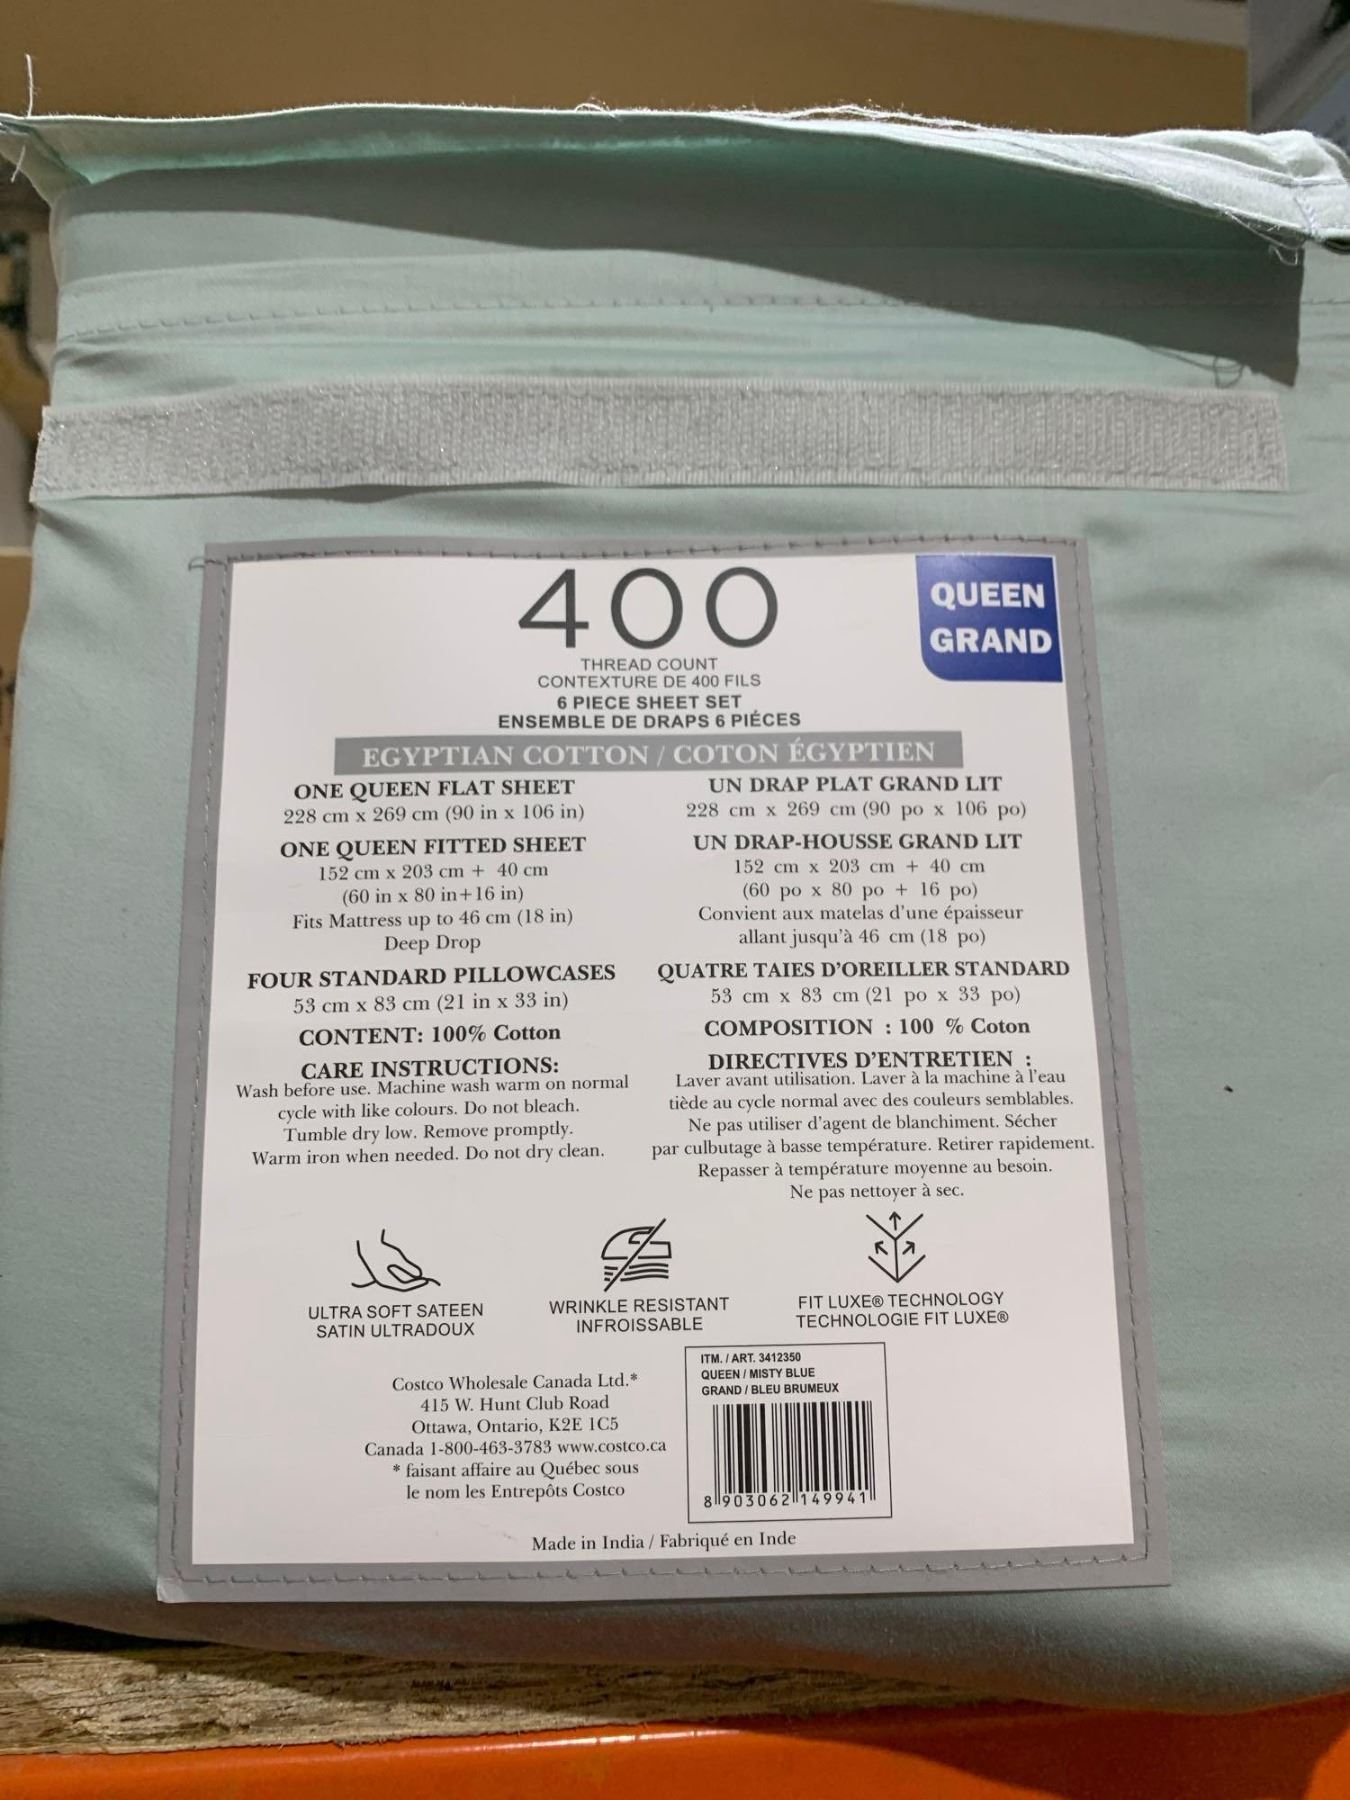 400
QUEEN
GRAND
THREAD COUNT
CONTEXTURE DE 400 FILS
6 PIECE SHEET SET
ENSEMBLE DE DRAPS 6 PIÉCES
EGYPTIAN COTTON / COTON ÉGYPTIEN
ONE QUEEN FLAT SHEET
228 cm x 269 cm (90 in x 106 in)
ONE QUEEN FITTED SHEET
152 cm x 203 cm + 40 cm
(60 in x 80 in+16 in)
Fits Mattress up to 46 cm (18 in)
Deep Drop
FOUR STANDARD PILLOWCASES
53 cm x 83 cm (21 in x 33 in)
CONTENT: 100% Cotton
CARE INSTRUCTIONS:
Wash before use. Machine wash warm on normal
cycle with like colours. Do not bleach.
Tumble dry low. Remove promptly.
Warm iron when needed. Do not dry clean.
UN DRAP PLAT GRAND LIT
228 cm x 269 cm (90 po x 106 po)
UN DRAP-HOUSSE GRAND LIT
152 cm x 203 cm + 40 cm
(60 po x 80 po + 16 po)
Convient aux matelas d'une épaisseur
allant jusqu'à 46 cm (18 po)
QUATRE TAIES D'OREILLER STANDARD
53 cm x 83 cm (21 po x 33 po)
COMPOSITION : 100 % Coton
DIRECTIVES D'ENTRETIEN :
Laver avant utilisation. Laver à la machine à l'eau
tiède au cycle normal avec des couleurs semblables.
Ne pas utiliser d'agent de blanchiment. Sécher
par culbutage à basse température. Retirer rapidement.
Repasser à température moyenne au besoin.
Ne pas nettoyer à sec.
ULTRA SOFT SATEEN
SATIN ULTRADOUX
WRINKLE RESISTANT
INFROISSABLE
FIT LUXE® TECHNOLOGY
TECHNOLOGIE FIT LUXE®
Costco Wholesale Canada Ltd.*
415 W. Hunt Club Road
Ottawa, Ontario, K2E 1C5
Canada 1-800-463-3783 www.costco.ca
* faisant affaire au Québec sous
le nom les Entrepôts Costco
ITM. / ART. 3412350
QUEEN / MISTY BLUE
GRAND / BLEU BRUMEUX
8 903062 149941
Made in India / Fabriqué en Inde